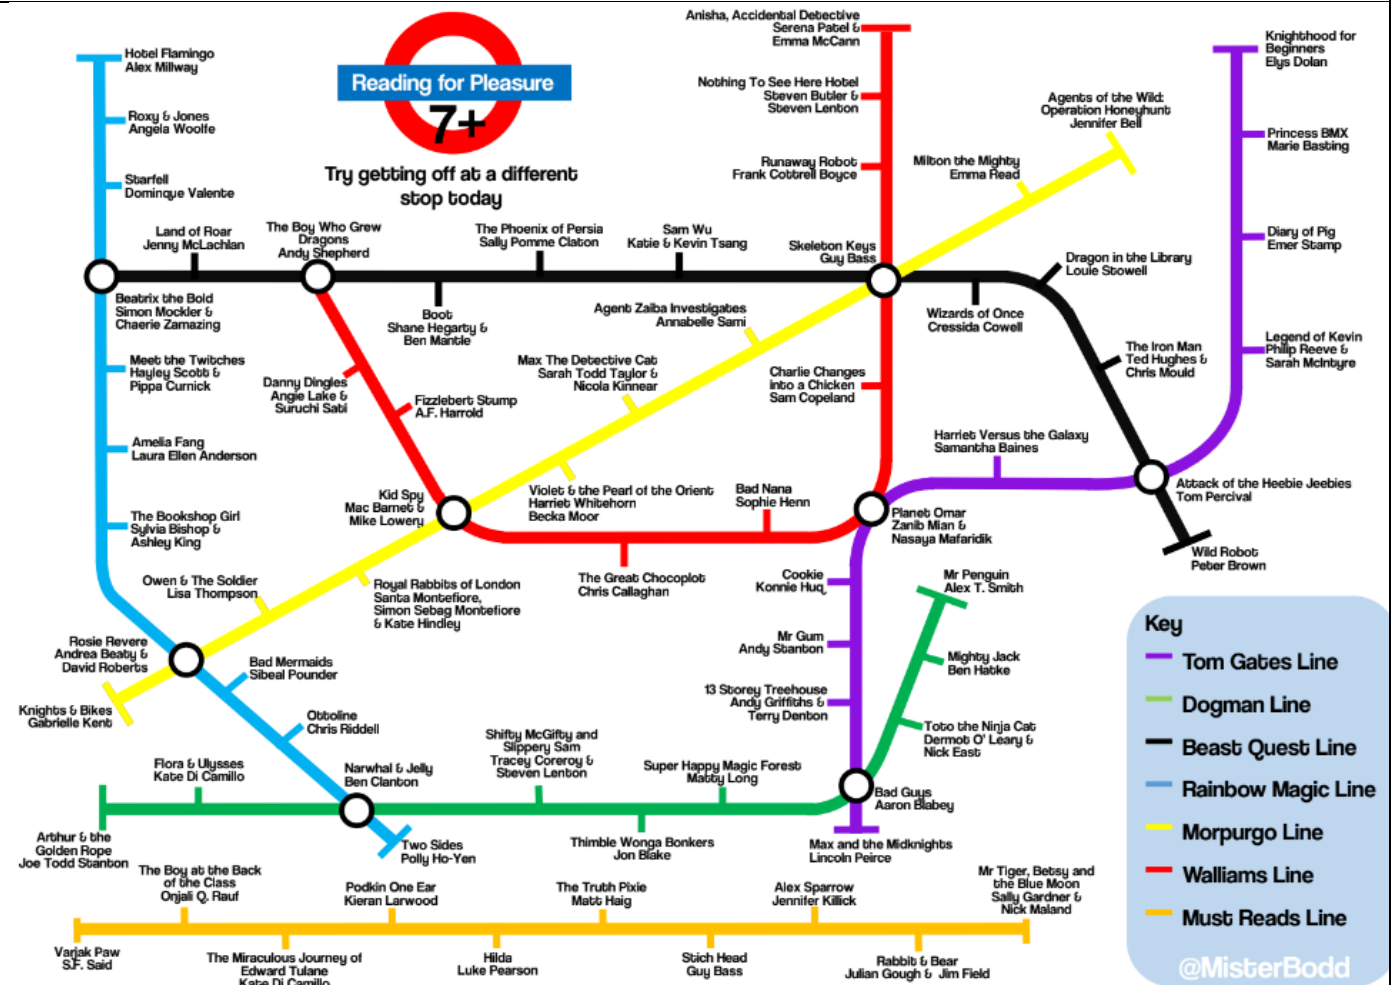 Hotel Flamingo
Alex Millway
Roxy & Jones
Angela Woolfe
Starfell
Dominque Valente
Reading for Pleasure
7+
Try getting off at a different
stop today
Anisha, Accidental Detective
Serena Patel &
Emma McCann
Nothing To See Here Hotel
Steven Butler &
Steven Lenton
Runaway Robot
Frank Cottrell Boyce
Agents of the Wild:
Operation Honeyhunt
Jennifer Bell
Milton the Mighty
Emma Read
Knighthood for
Beginners
Elys Dolan
Princess BMX
Marie Basting
Diary of Pig
Emer Stamp
Legend of Kevin
Philip Reeve &
Sarah McIntyre
Land of Roar
Jenny McLachlan
The Boy Who Grew
Dragons
Andy Shepherd
The Phoenix of Persia
Sally Pomme Claton
Sam Wu
Katie & Kevin Tsang
Skeleton Keys
Guy Bass
Dragon in the Library
Louie Stowell
Beatrix the Bold
Simon Mockler &
Chaerie Zamazing
Boot
Shane Hegarty &
Ben Mantle
Agent Zaiba Investigates
Annabelle Sami
Wizards of Once
Cressida Cowell
The Iron Man
Ted Hughes &
Chris Mould
Meet the Twitches
Hayley Scott &
Pippa Curnick
Danny Dingles
Angie Lake &
Suruchi Sati
Fizzlebert Stump
A.F. Harrold
Max The Detective Cat
Sarah Todd Taylor &
Nicola Kinnear
Charlie Changes
into a Chicken
Sam Copeland
Amelia Fang
Laura Ellen Anderson
Harriet Versus the Galaxy
Samantha Baines
The Bookshop Girl
Sylvia Bishop &
Ashley King
Kid Spy
Mac Barnet &
Mike Lowery
Violet & the Pearl of the Orient
Harriet Whitehorn
Becka Moor
Bad Nana
Sophie Henn
Planet Omar
Zanib Mian &
Nasaya Mafaridik
Attack of the Heebie Jeebies
Tom Percival
Wild Robot
Peter Brown
Owen & The Soldier
Lisa Thompson
Royal Rabbits of London
Santa Montefiore,
Simon Sebag Montefiore
& Kate Hindley
The Great Chocoplot
Chris Callaghan
Cookie
Konnie Huq
Mr Penguin
Alex T. Smith
Rosie Revere
Andrea Beaty &
David Roberts
Bad Mermaids
Sibeal Pounder
Mr Gum
Andy Stanton
Mighty Jack
Ben Hatke
Knights & Bikes
Gabrielle Kent
Ottoline
Chris Riddell
13 Storey Treehouse
Andy Griffiths &
Terry Denton
Toto the Ninja Cat
Dermot O' Leary &
Nick East
Flora & Ulysses
Kate Di Camillo
Narwhal & Jelly
Ben Clanton
Shifty McGifty and
Slippery Sam
Tracey Coreroy &
Steven Lenton
Super Happy Magic Forest
Matty Long
Bad Guys
Aaron Blabey
Arthur & the
Golden Rope
Joe Todd Stanton
Two Sides
Polly Ho-Yen
Thimble Wonga Bonkers
Jon Blake
Max and the Midknights
Lincoln Peirce
The Boy at the Back
of the Class
Onjali Q. Rauf
Podkin One Ear
Kieran Larwood
The Truth Pixie
Matt Haig
Alex Sparrow
Jennifer Killick
Mr Tiger, Betsy and
the Blue Moon
Sally Gardner &
Nick Maland
Varjak Paw
S.F. Said
The Miraculous Journey of
Edward Tulane
Kate Di Camillo
Hilda
Luke Pearson
Stich Head
Guy Bass
Rabbit & Bear
Julian Gough & Jim Field
Key
Tom Gates Line
Dogman Line
Beast Quest Line
Rainbow Magic Line
Morpurgo Line
Walliams Line
Must Reads Line
@MisterBodd